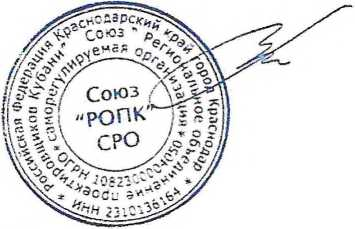 Российская Федерация Краснодарский край город Краснодар * ИНН 2310136164 *
Союз "Региональное объединение проектировщиков Кубани"
саморегулируемая организация * ОГРН 1082300004050 *
Союз
"РОПК"
СРО